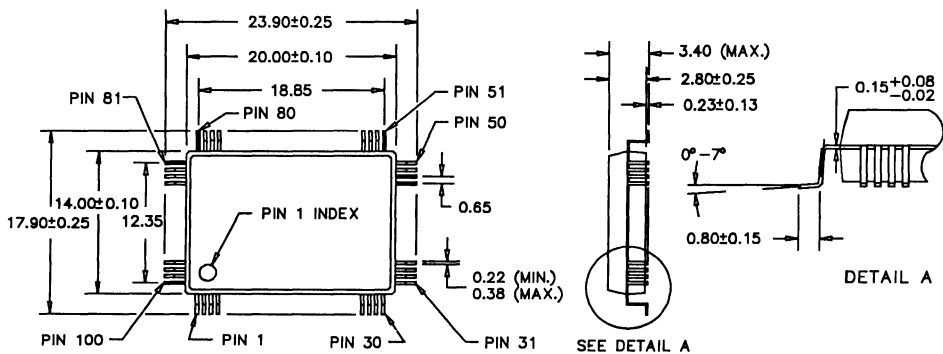 23.90±0.25
20.00±0.10
18.85
PIN 81
PIN 80
PIN 51
PIN 50
14.00±0.10
17.90±0.25
12.35
PIN 1 INDEX
0.65
0.22 (MIN.)
0.38 (MAX.)
PIN 100
PIN 1
PIN 30
PIN 31
3.40 (MAX.)
2.80±0.25
0.23±0.13
SEE DETAIL A
0.15+0.08
-0.02
0°-7°
0.80±0.15
DETAIL A